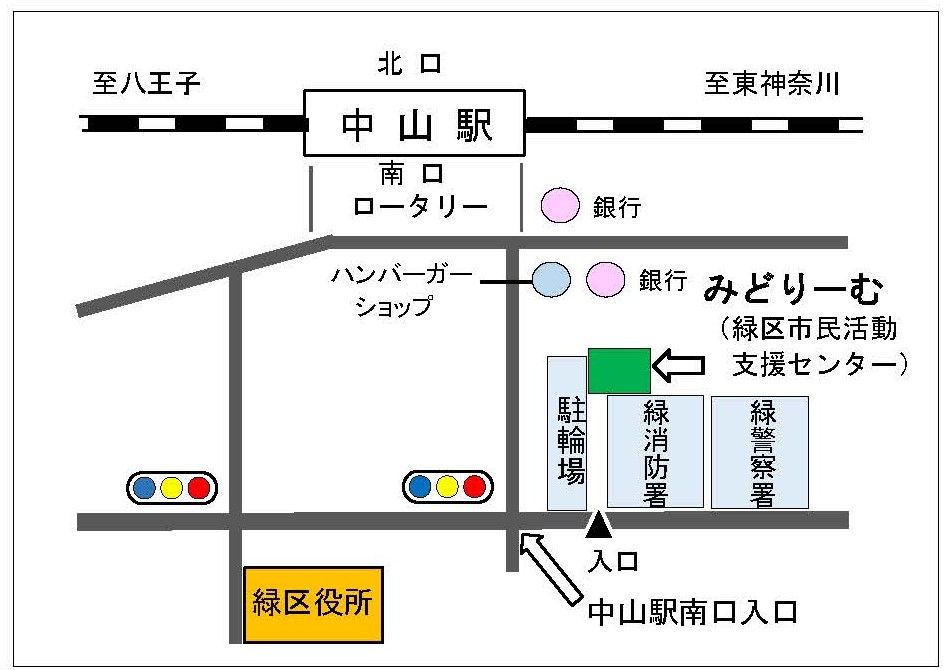 北口
至八王子
至東神奈川
中山駅
南口
ロータリー
銀行
ハンバーガー
ショップ
銀行
みどりーむ
（緑区市民活動
支援センター）
駐輪場
緑消防署
緑警察署
入口
緑区役所
中山駅南口入口